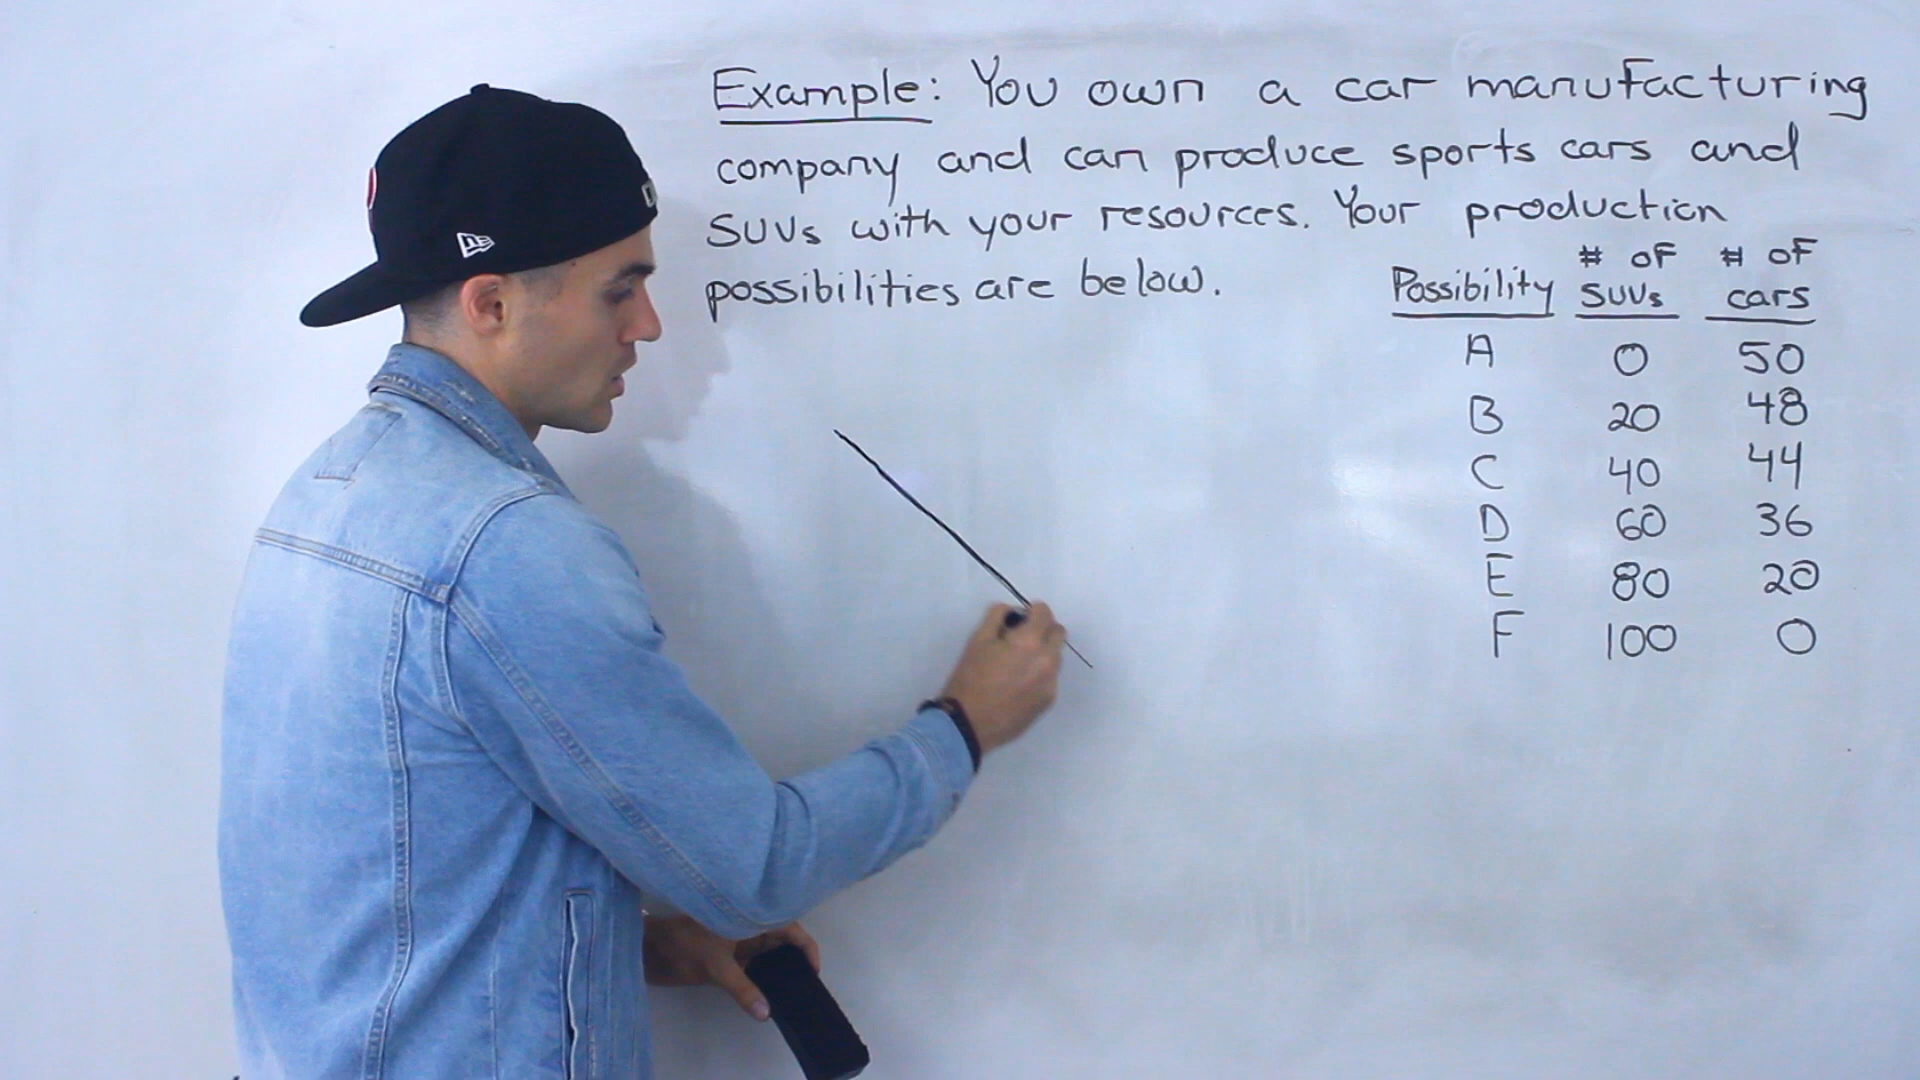 Example: You own a car manufacturing
company and can produce sports cars and
SUVs with your resources. Your production
possibilities are below.
Possibility # of SUVs # of cars
A 0 50
B 20 48
C 40 44
D 60 36
E 80 20
F 100 0